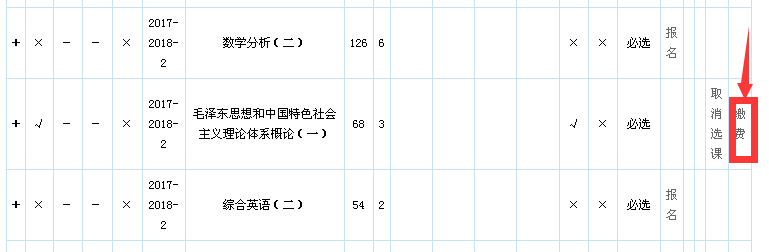 + × － － × 2017-2018-2 数学分析（二） 126 6 × × 必选 报名
+ √ － － × 2017-2018-2 毛泽东思想和中国特色社会主义理论体系概论（一） 68 3 √ × 必选 取消选课 缴费
+ × － － × 2017-2018-2 综合英语（二） 54 2 × × 必选 报名